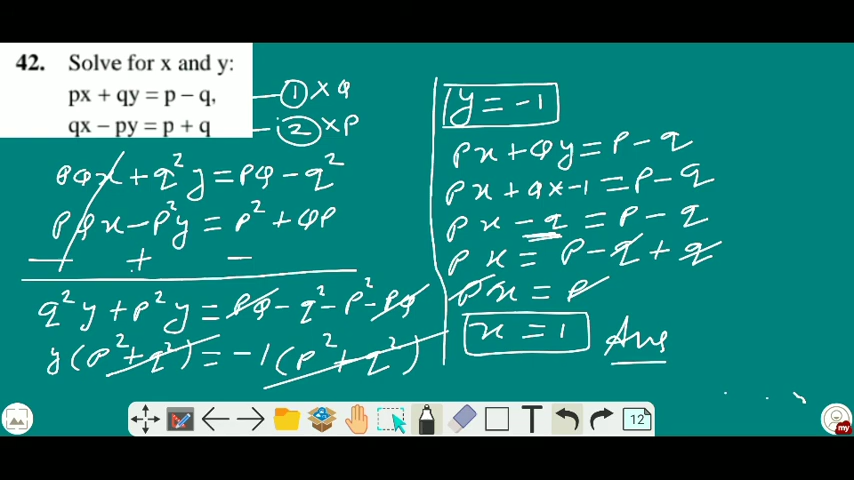 42. Solve for x and y:
px + qy = p – q,
qx – py = p + q
① × q
② × p
pqx + q²y = pq – q²
pqx – p²y = p² + qp
– + –
q²y + p²y = pq – q² – p² – pq
y(p² + q²) = –1(p² + q²)
y = –1
px + qy = p – q
px + q×–1 = p – q
px – q = p – q
px = p – q + q
px = p
x = 1 Ans
T
12
my